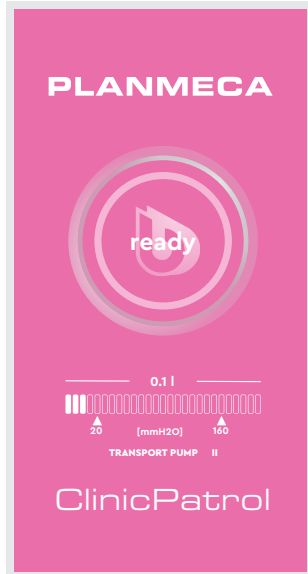 PLANMECA
ready
0.1 l
20 [mmH2O] 160
TRANSPORT PUMP II
ClinicPatrol